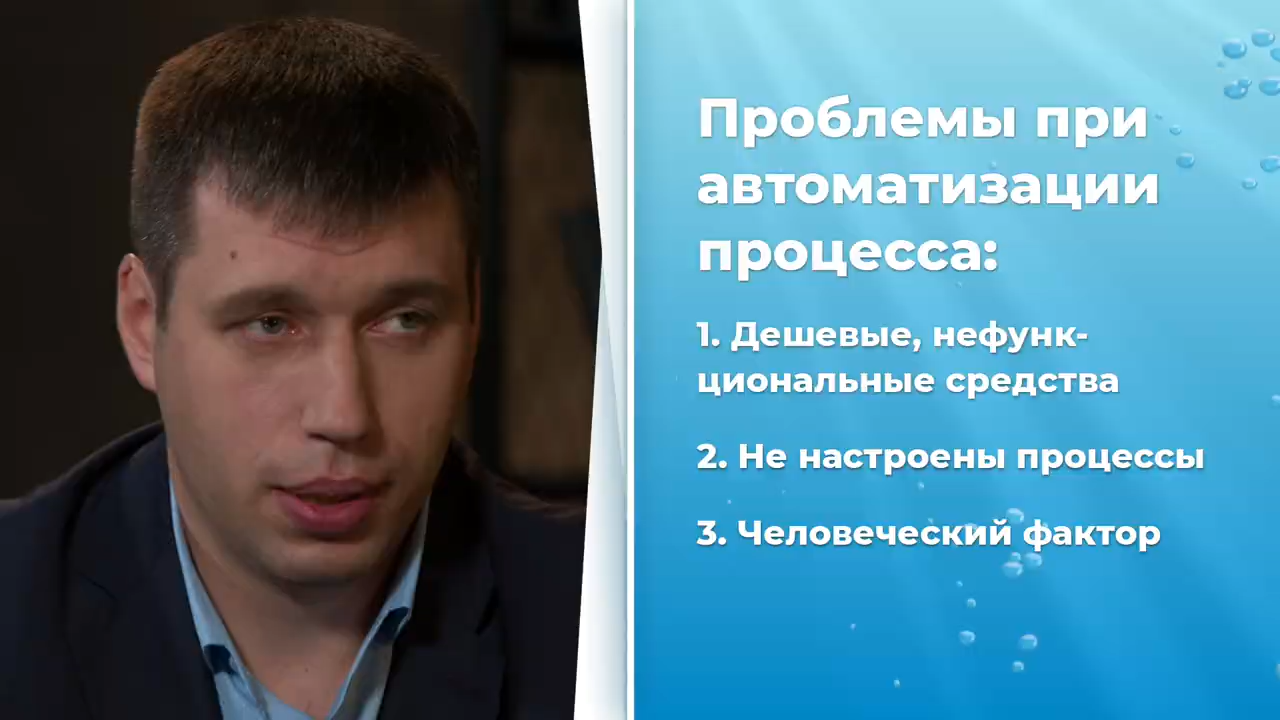 Проблемы при
автоматизации
процесса:
1. Дешевые, нефунк-
циональные средства
2. Не настроены процессы
3. Человеческий фактор